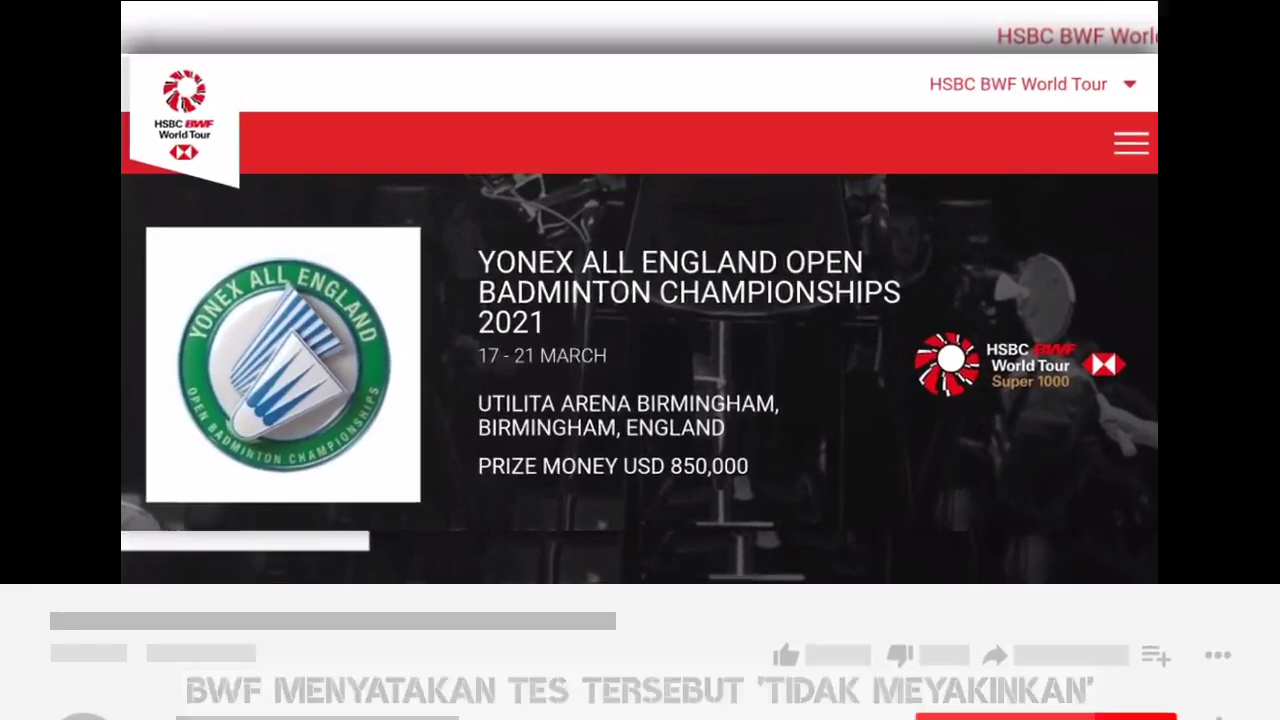 HSBC BWF World
HSBC BWF World Tour
HSBC BWF
World Tour
YONEX ALL ENGLAND
OPEN BADMINTON CHAMPIONSHIPS
YONEX ALL ENGLAND OPEN
BADMINTON CHAMPIONSHIPS
2021
17 - 21 MARCH
UTILITA ARENA BIRMINGHAM,
BIRMINGHAM, ENGLAND
PRIZE MONEY USD 850,000
HSBC BWF
World Tour
Super 1000
BWF MENYATAKAN TES TERSEBUT 'TIDAK MEYAKINKAN'